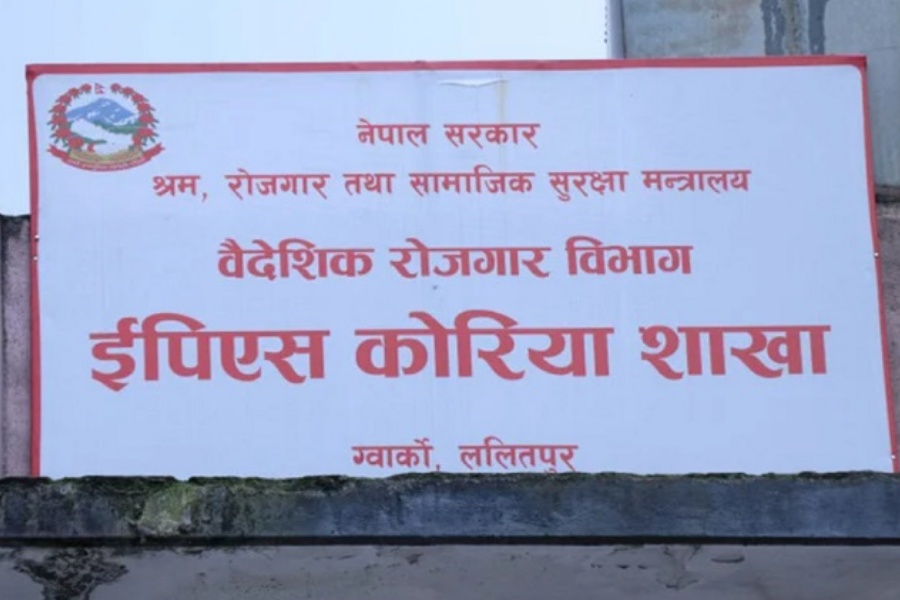 नेपाल सरकार
श्रम, रोजगार तथा सामाजिक सुरक्षा मन्त्रालय
वैदेशिक रोजगार विभाग
ईपिएस कोरिया शाखा
ग्वार्को, ललितपुर